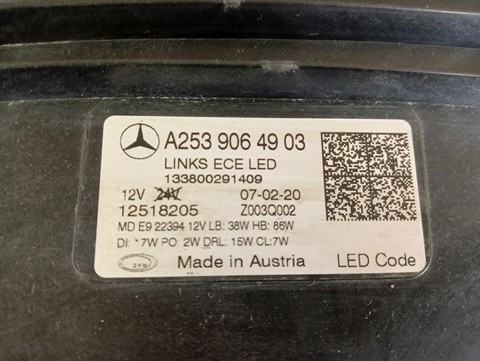 A253 906 49 03
LINKS ECE LED
133800291409
12V 24V 07-02-20
12518205 Z003Q002
MD E9 22394 12V LB: 38W HB: 86W
DI: *7W PO: 2W DRL: 15W CL:7W
ZKW Made in Austria LED Code